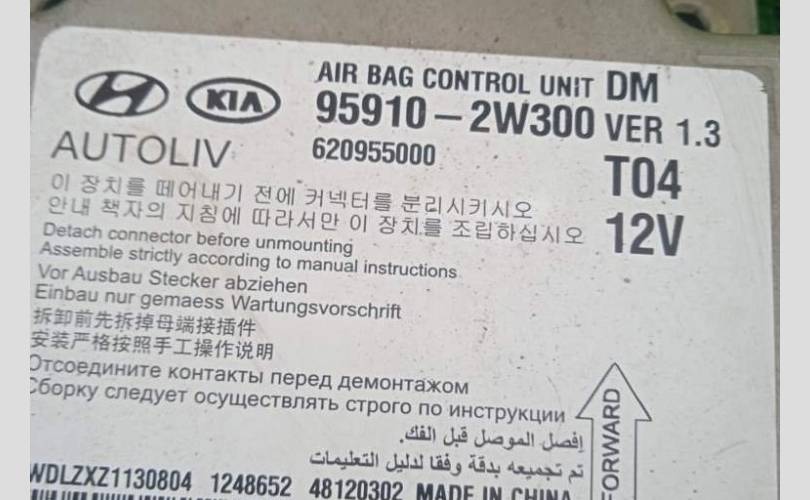 AIR BAG CONTROL UNIT DM
KIA 95910-2W300 VER 1.3
AUTOLIV 620955000 T04
이 장치를 떼어내기 전에 커넥터를 분리시키시오
안내 책자의 지침에 따라서만 이 장치를 조립하십시오 12V
Detach connector before unmounting
Assemble strictly according to manual instructions
Vor Ausbau Stecker abziehen
Einbau nur gemaess Wartungsvorschrift
拆卸前先拆掉母端接插件
安装严格按照手工操作说明
Отсоедините контакты перед демонтажом
Сборку следует осуществлять строго по инструкции
إفصل الموصل قبل الفك.
تم تجميعه بدقة وفقا لدليل التعليمات
FORWARD
WDLZXZ1130804 1248652 48120302 MADE IN CHINA